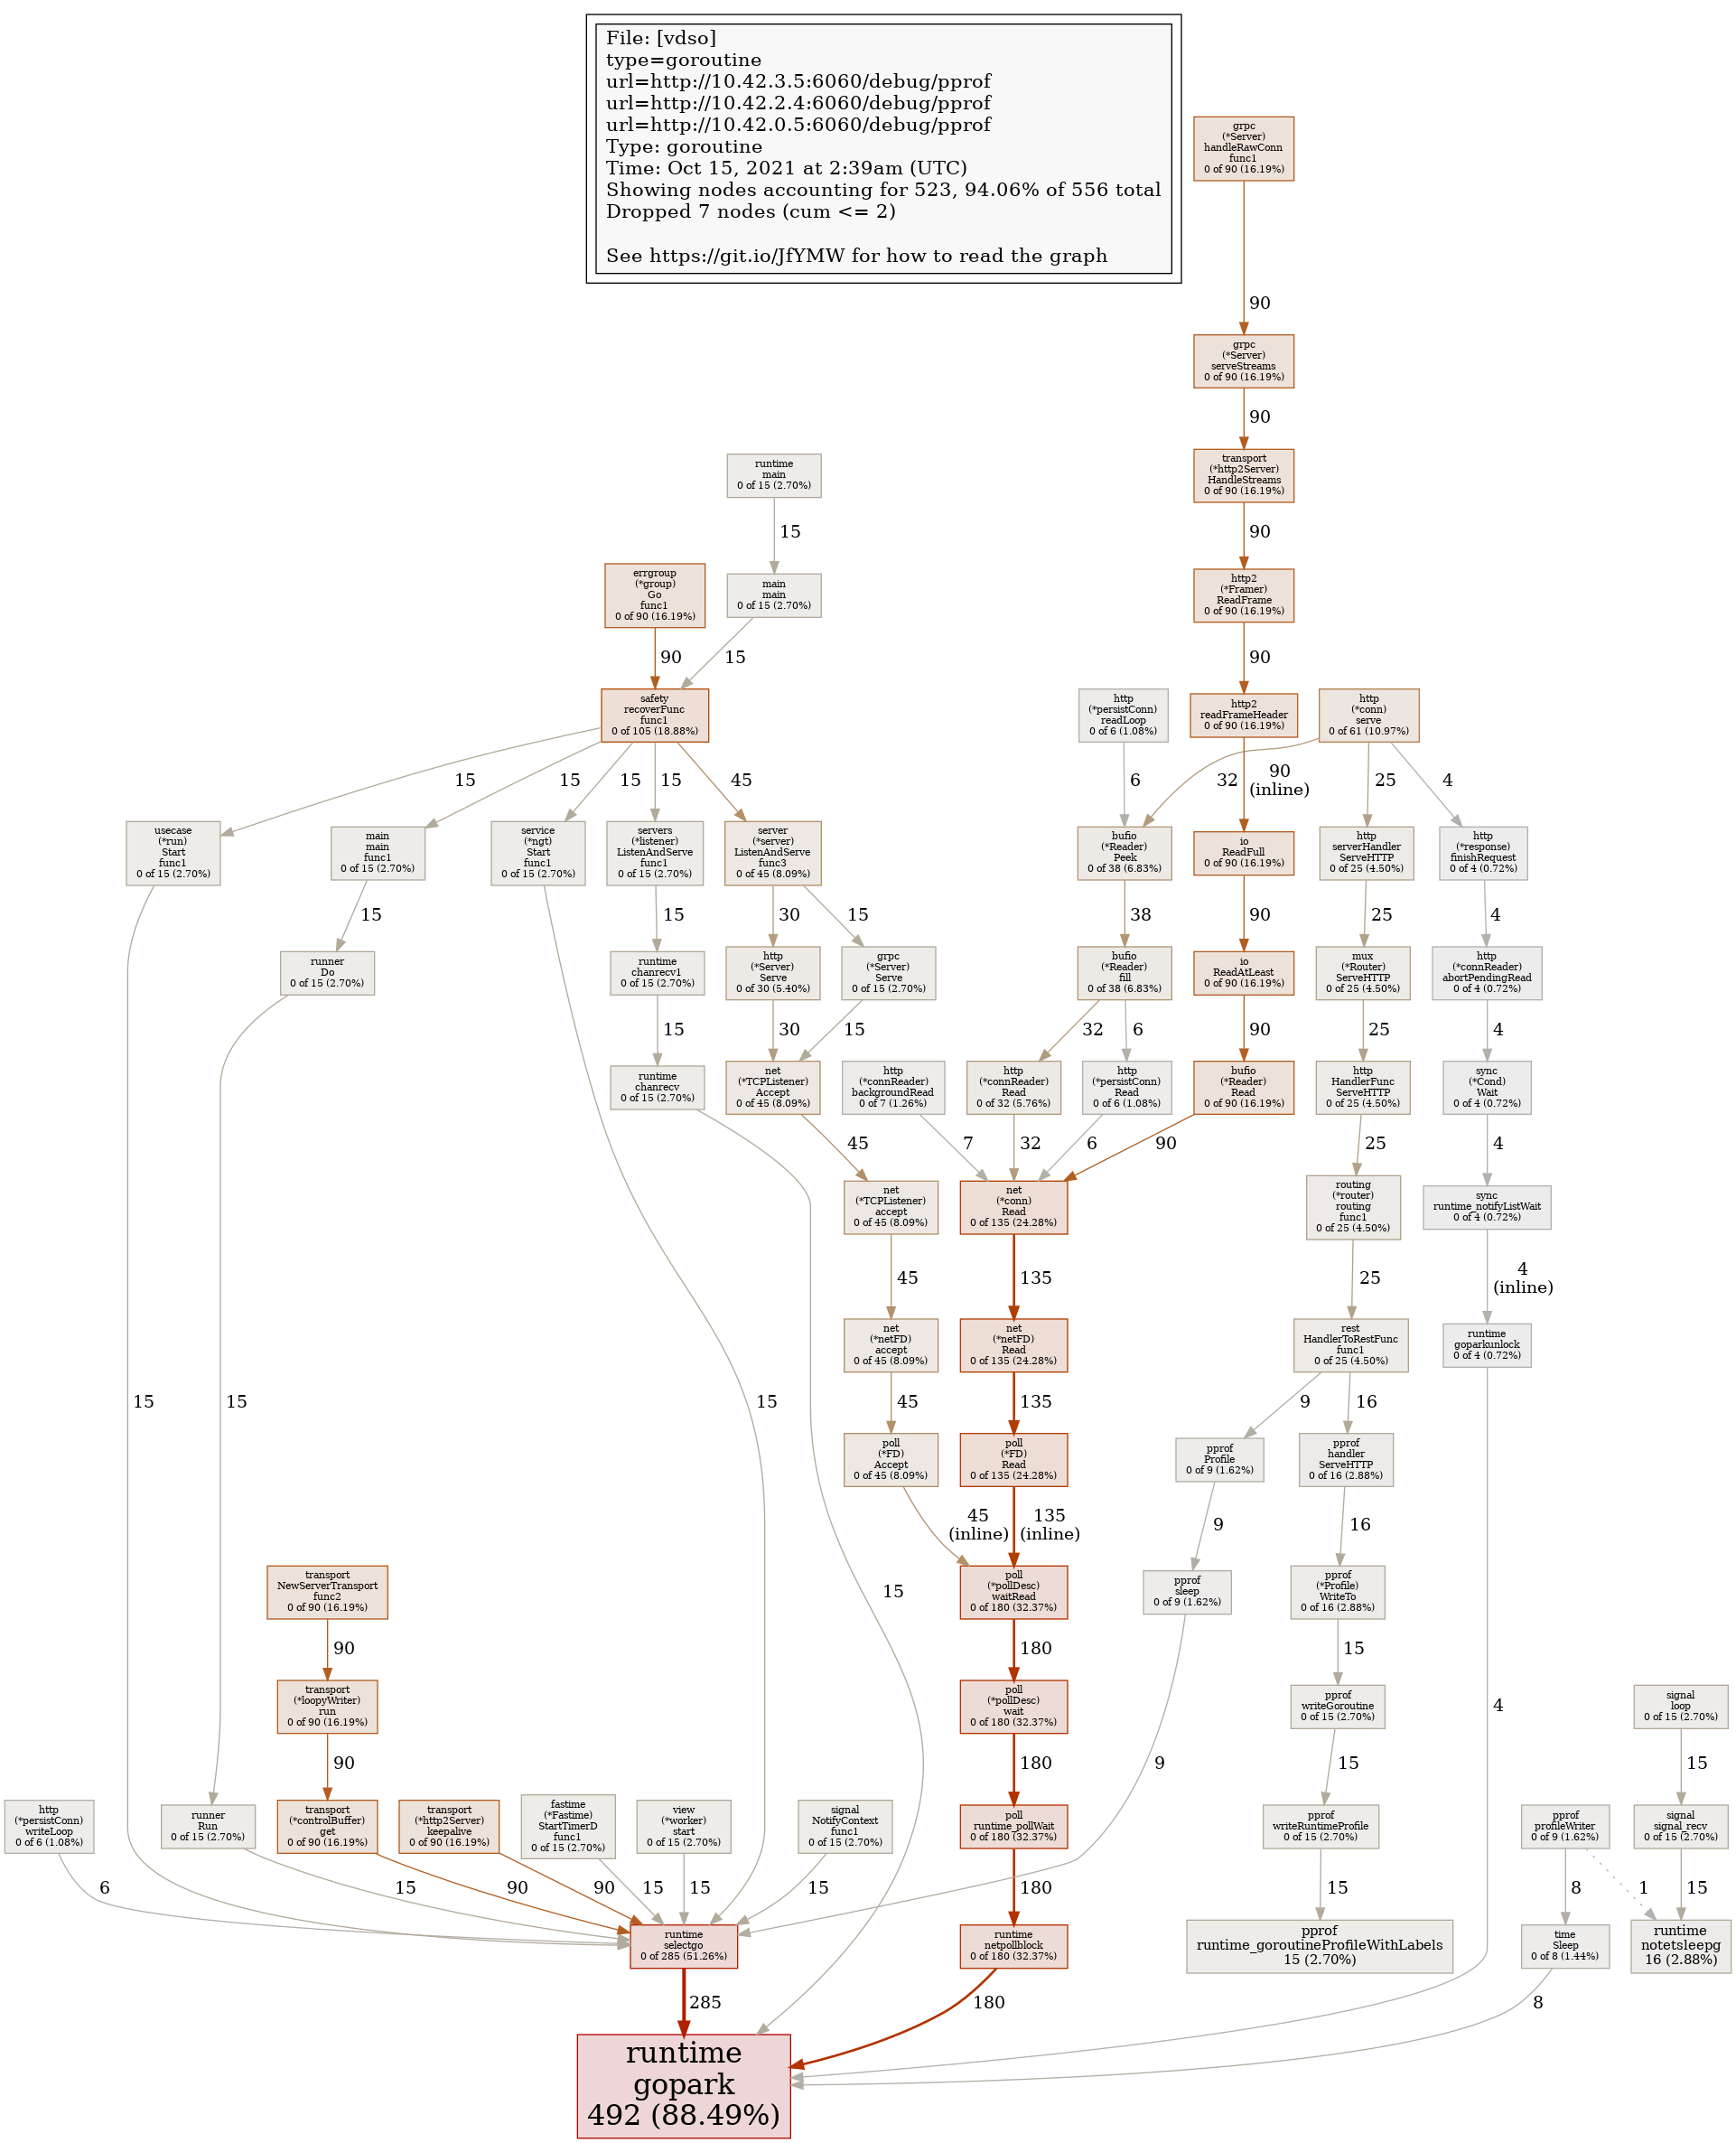 File: [vdso]
type=goroutine
url=http://10.42.3.5:6060/debug/pprof
url=http://10.42.2.4:6060/debug/pprof
url=http://10.42.0.5:6060/debug/pprof
Type: goroutine
Time: Oct 15, 2021 at 2:39am (UTC)
Showing nodes accounting for 523, 94.06% of 556 total
Dropped 7 nodes (cum <= 2)
See https://git.io/JfYMW for how to read the graph
grpc
(*Server)
handleRawConn
func1
0 of 90 (16.19%)
90
grpc
(*Server)
serveStreams
0 of 90 (16.19%)
90
transport
(*http2Server)
HandleStreams
0 of 90 (16.19%)
90
runtime
main
0 of 15 (2.70%)
15
http2
(*Framer)
ReadFrame
0 of 90 (16.19%)
90
errgroup
(*group)
Go
func1
0 of 90 (16.19%)
90
main
main
0 of 15 (2.70%)
15
safety
recoverFunc
func1
0 of 105 (18.88%)
15
15
15
15
45
http
(*persistConn)
readLoop
0 of 6 (1.08%)
6
http2
readFrameHeader
0 of 90 (16.19%)
90
(inline)
http
(*conn)
serve
0 of 61 (10.97%)
32
25
4
usecase
(*run)
Start
func1
0 of 15 (2.70%)
15
main
main
func1
0 of 15 (2.70%)
15
service
(*ngt)
Start
func1
0 of 15 (2.70%)
15
servers
(*listener)
ListenAndServe
func1
0 of 15 (2.70%)
15
server
(*server)
ListenAndServe
func3
0 of 45 (8.09%)
30
15
bufio
(*Reader)
Peek
0 of 38 (6.83%)
38
io
ReadFull
0 of 90 (16.19%)
90
http
serverHandler
ServeHTTP
0 of 25 (4.50%)
25
http
(*response)
finishRequest
0 of 4 (0.72%)
4
runner
Do
0 of 15 (2.70%)
15
runtime
chanrecv1
0 of 15 (2.70%)
15
http
(*Server)
Serve
0 of 30 (5.40%)
30
grpc
(*Server)
Serve
0 of 15 (2.70%)
15
bufio
(*Reader)
fill
0 of 38 (6.83%)
32
6
io
ReadAtLeast
0 of 90 (16.19%)
90
mux
(*Router)
ServeHTTP
0 of 25 (4.50%)
25
http
(*connReader)
abortPendingRead
0 of 4 (0.72%)
4
runtime
chanrecv
0 of 15 (2.70%)
15
net
(*TCPListener)
Accept
0 of 45 (8.09%)
45
http
(*connReader)
backgroundRead
0 of 7 (1.26%)
7
http
(*connReader)
Read
0 of 32 (5.76%)
32
http
(*persistConn)
Read
0 of 6 (1.08%)
6
bufio
(*Reader)
Read
0 of 90 (16.19%)
90
http
HandlerFunc
ServeHTTP
0 of 25 (4.50%)
25
sync
(*Cond)
Wait
0 of 4 (0.72%)
4
net
(*TCPListener)
accept
0 of 45 (8.09%)
45
net
(*conn)
Read
0 of 135 (24.28%)
135
routing
(*router)
routing
func1
0 of 25 (4.50%)
25
sync
runtime_notifyListWait
0 of 4 (0.72%)
4
(inline)
net
(*netFD)
accept
0 of 45 (8.09%)
45
net
(*netFD)
Read
0 of 135 (24.28%)
135
rest
HandlerToRestFunc
func1
0 of 25 (4.50%)
9
16
runtime
goparkunlock
0 of 4 (0.72%)
4
poll
(*FD)
Accept
0 of 45 (8.09%)
45
(inline)
poll
(*FD)
Read
0 of 135 (24.28%)
135
(inline)
pprof
Profile
0 of 9 (1.62%)
9
pprof
handler
ServeHTTP
0 of 16 (2.88%)
16
transport
NewServerTransport
func2
0 of 90 (16.19%)
90
poll
(*pollDesc)
waitRead
0 of 180 (32.37%)
180
pprof
sleep
0 of 9 (1.62%)
9
pprof
(*Profile)
WriteTo
0 of 16 (2.88%)
15
transport
(*loopyWriter)
run
0 of 90 (16.19%)
90
poll
(*pollDesc)
wait
0 of 180 (32.37%)
180
pprof
writeGoroutine
0 of 15 (2.70%)
15
signal
loop
0 of 15 (2.70%)
15
http
(*persistConn)
writeLoop
0 of 6 (1.08%)
6
runner
Run
0 of 15 (2.70%)
15
transport
(*controlBuffer)
get
0 of 90 (16.19%)
90
transport
(*http2Server)
keepalive
0 of 90 (16.19%)
90
fastime
(*Fastime)
StartTimerD
func1
0 of 15 (2.70%)
15
view
(*worker)
start
0 of 15 (2.70%)
15
signal
NotifyContext
func1
0 of 15 (2.70%)
15
poll
runtime_pollWait
0 of 180 (32.37%)
180
pprof
writeRuntimeProfile
0 of 15 (2.70%)
15
pprof
profileWriter
0 of 9 (1.62%)
8
1
signal
signal_recv
0 of 15 (2.70%)
15
runtime
selectgo
0 of 285 (51.26%)
285
runtime
netpollblock
0 of 180 (32.37%)
180
pprof
runtime_goroutineProfileWithLabels
15 (2.70%)
time
Sleep
0 of 8 (1.44%)
8
runtime
notetsleepg
16 (2.88%)
runtime
gopark
492 (88.49%)